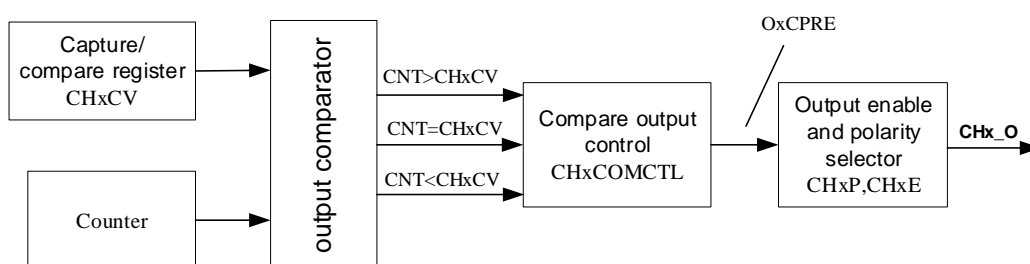 OxCPRE
Capture/
compare register
CHxCV
Counter
output comparator
CNT>CHxCV
CNT=CHxCV
CNT<CHxCV
Compare output
control
CHxCOMCTL
Output enable
and polarity
selector
CHxP,CHxE
CHx_O